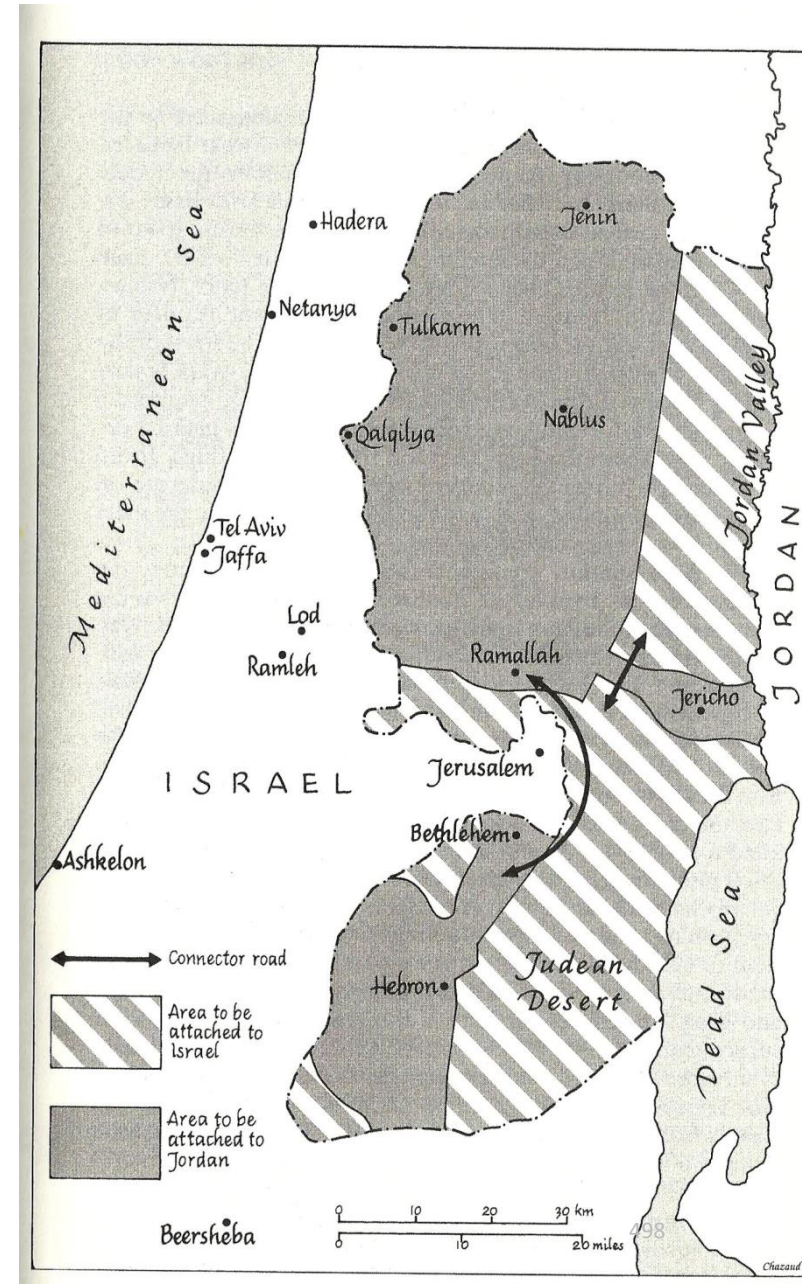 Mediterranean Sea
Hadera
Jenin
Netanya
Tulkarm
Nablus
Qalqilya
Jordan Valley
JORDAN
Tel Aviv
Jaffa
Lod
Ramleh
Ramallah
Jericho
Jerusalem
ISRAEL
Bethlehem
Ashkelon
Dead Sea
Judean
Desert
Hebron
Connector road
Area to be
attached to
Israel
Area to be
attached to
Jordan
Beersheba
0 10 20 30 km
0 10 20 miles
498
Chazaud